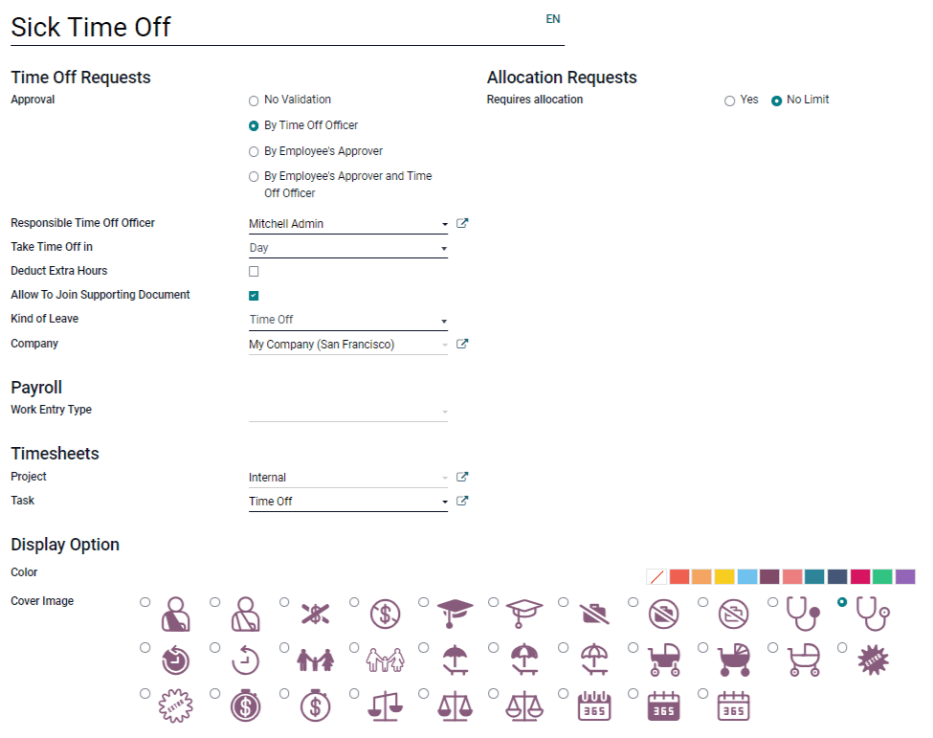 Sick Time Off
EN
Time Off Requests
Allocation Requests
Approval
No Validation
Requires allocation
Yes
No Limit
By Time Off Officer
By Employee's Approver
By Employee's Approver and Time
Off Officer
Responsible Time Off Officer
Mitchell Admin
Take Time Off in
Day
Deduct Extra Hours
Allow To Join Supporting Document
Kind of Leave
Time Off
Company
My Company (San Francisco)
Payroll
Work Entry Type
Timesheets
Project
Internal
Task
Time Off
Display Option
Color
Cover Image
EXTRA
365
365
365